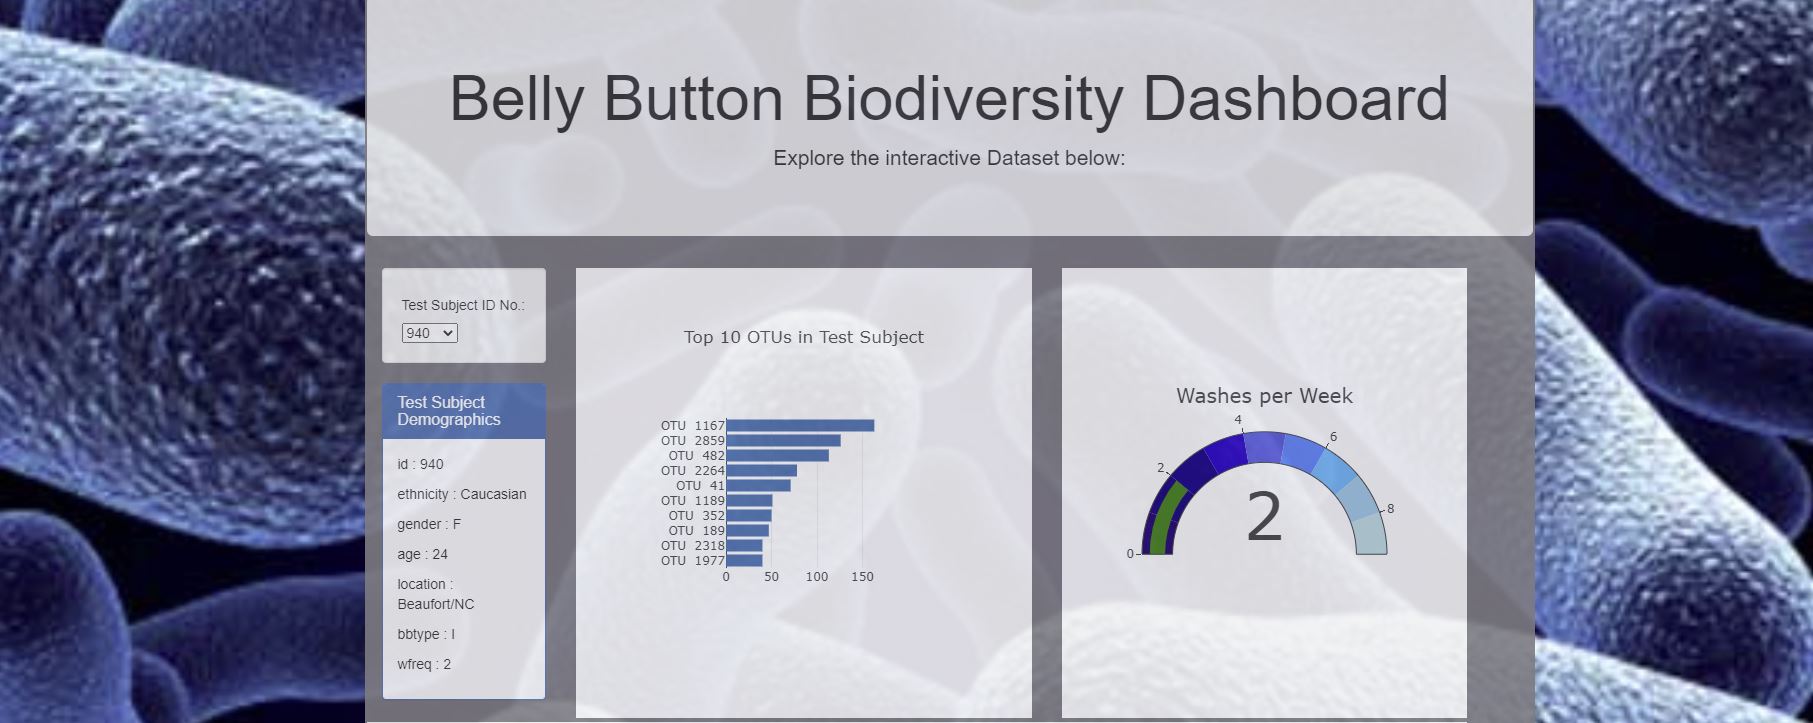 Belly Button Biodiversity Dashboard
Explore the interactive Dataset below:
Test Subject ID No.:
940
Test Subject
Demographics
id : 940
ethnicity : Caucasian
gender : F
age : 24
location :
Beaufort/NC
bbtype : I
wfreq : 2
Top 10 OTUs in Test Subject
OTU 1167
OTU 2859
OTU 482
OTU 2264
OTU 41
OTU 1189
OTU 352
OTU 189
OTU 2318
OTU 1977
0 50 100 150
Washes per Week
0
2
4
6
8
2